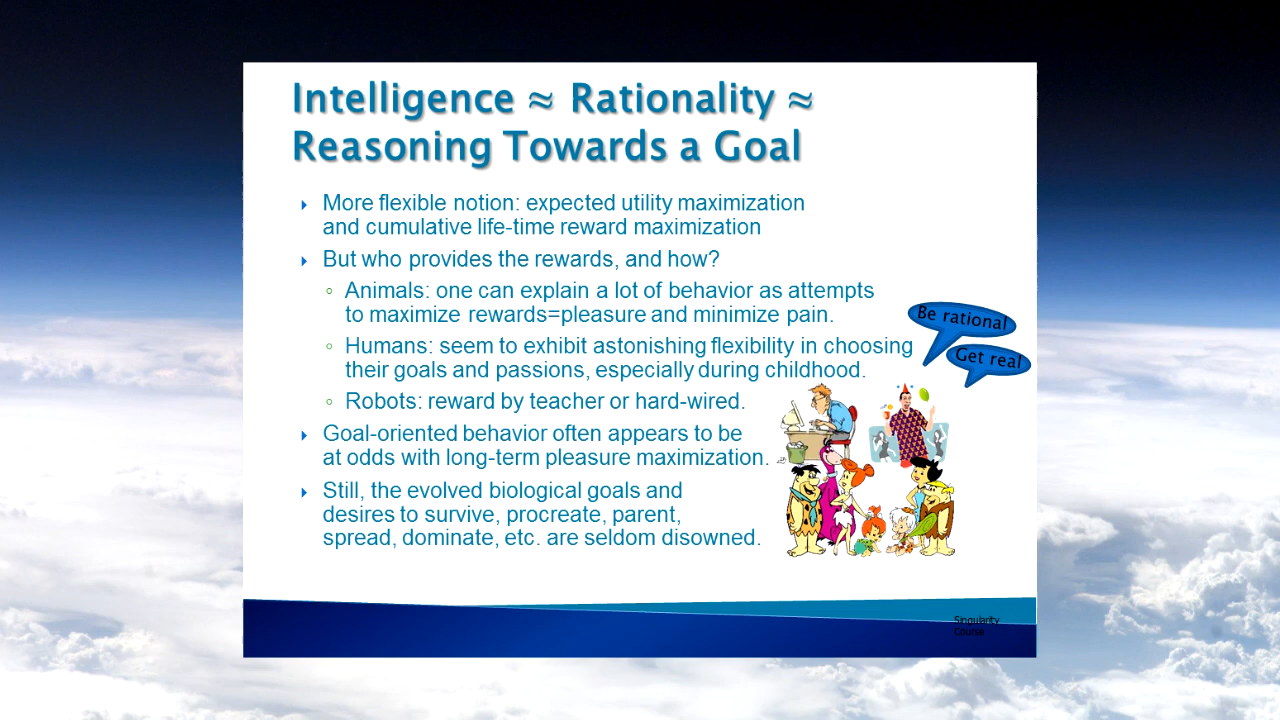 Intelligence ≈ Rationality ≈
Reasoning Towards a Goal
More flexible notion: expected utility maximization
and cumulative life-time reward maximization
But who provides the rewards, and how?
Animals: one can explain a lot of behavior as attempts
to maximize rewards=pleasure and minimize pain.
Humans: seem to exhibit astonishing flexibility in choosing
their goals and passions, especially during childhood.
Robots: reward by teacher or hard-wired.
Goal-oriented behavior often appears to be
at odds with long-term pleasure maximization.
Still, the evolved biological goals and
desires to survive, procreate, parent,
spread, dominate, etc. are seldom disowned.
Be rational
Get real
Singularity
Course